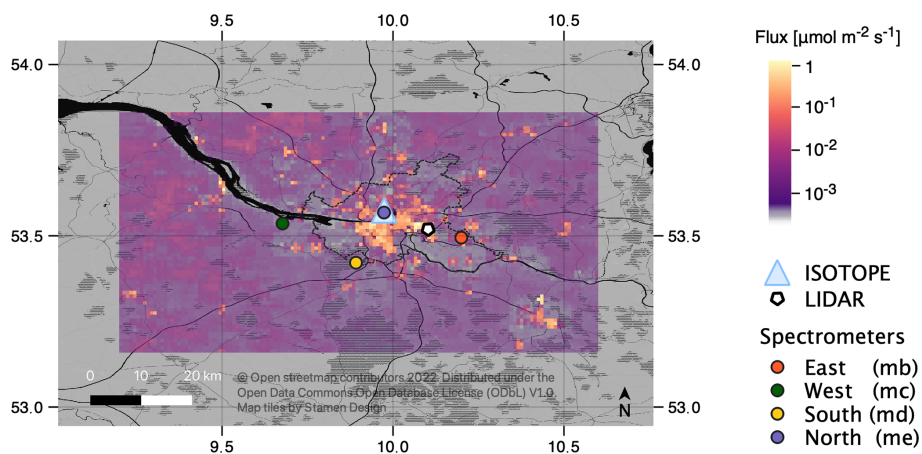 9.5 10.0 10.5
54.0 54.0
53.5 53.5
53.0 53.0
0 10 20 km
© Open streetmap contributors 2022. Distributed under the
Open Data Commons Open Database License (ODbL) V1.0.
Map tiles by Stamen Design
N
9.5 10.0 10.5
Flux [µmol m⁻² s⁻¹]
1
10⁻¹
10⁻²
10⁻³
ISOTOPE
LIDAR
Spectrometers
East (mb)
West (mc)
South (md)
North (me)